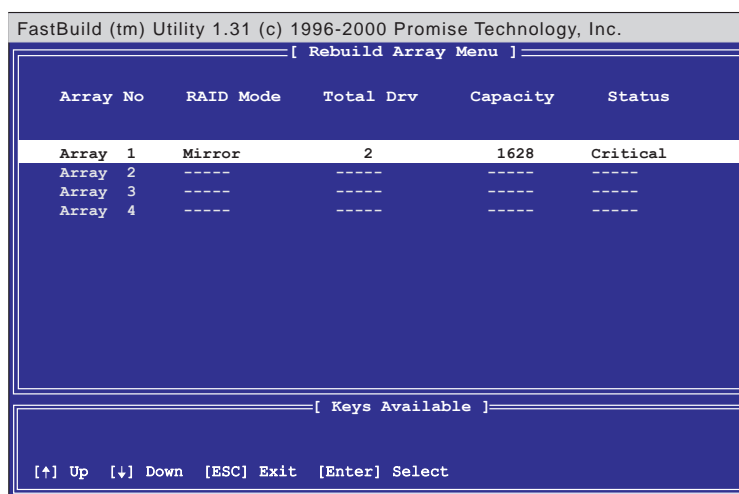 FastBuild (tm) Utility 1.31 (c) 1996-2000 Promise Technology, Inc.
[ Rebuild Array Menu ]
Array No RAID Mode Total Drv Capacity Status
Array 1 Mirror 2 1628 Critical
Array 2 ----- ----- ----- -----
Array 3 ----- ----- ----- -----
Array 4 ----- ----- ----- -----
[ Keys Available ]
[↑] Up [↓] Down [ESC] Exit [Enter] Select